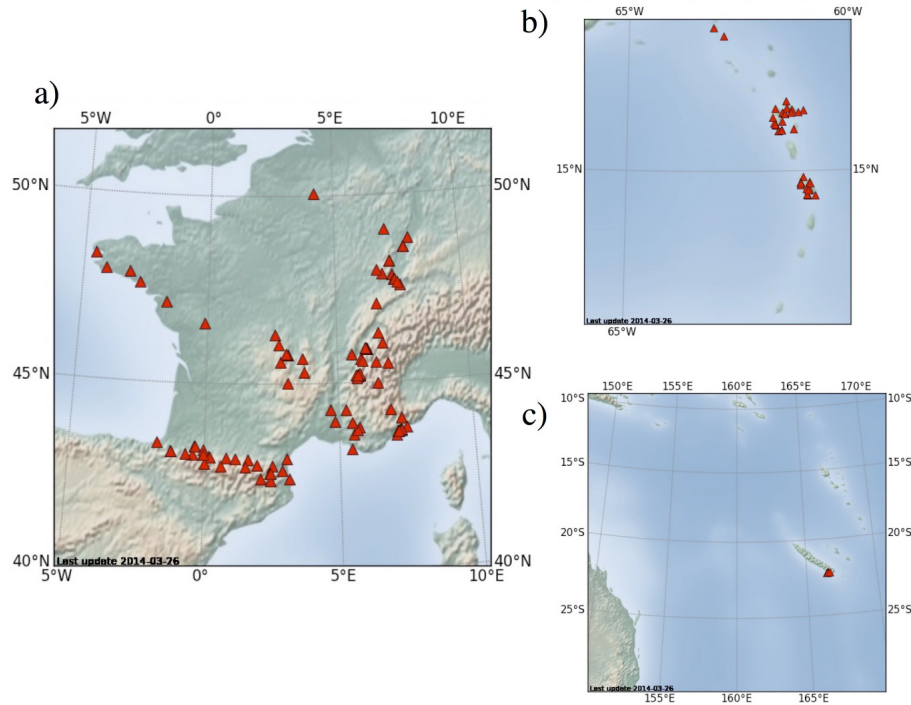 a)
5°W 0° 5°E 10°E
50°N 50°N
45°N 45°N
40°N 40°N
Last update 2014-03-26
5°W 0° 5°E 10°E
b)
65°W 60°W
15°N 15°N
Last update 2014-03-26
65°W
c)
150°E 155°E 160°E 165°E 170°E
10°S 10°S
15°S 15°S
20°S 20°S
25°S 25°S
Last update 2014-03-26
155°E 160°E 165°E